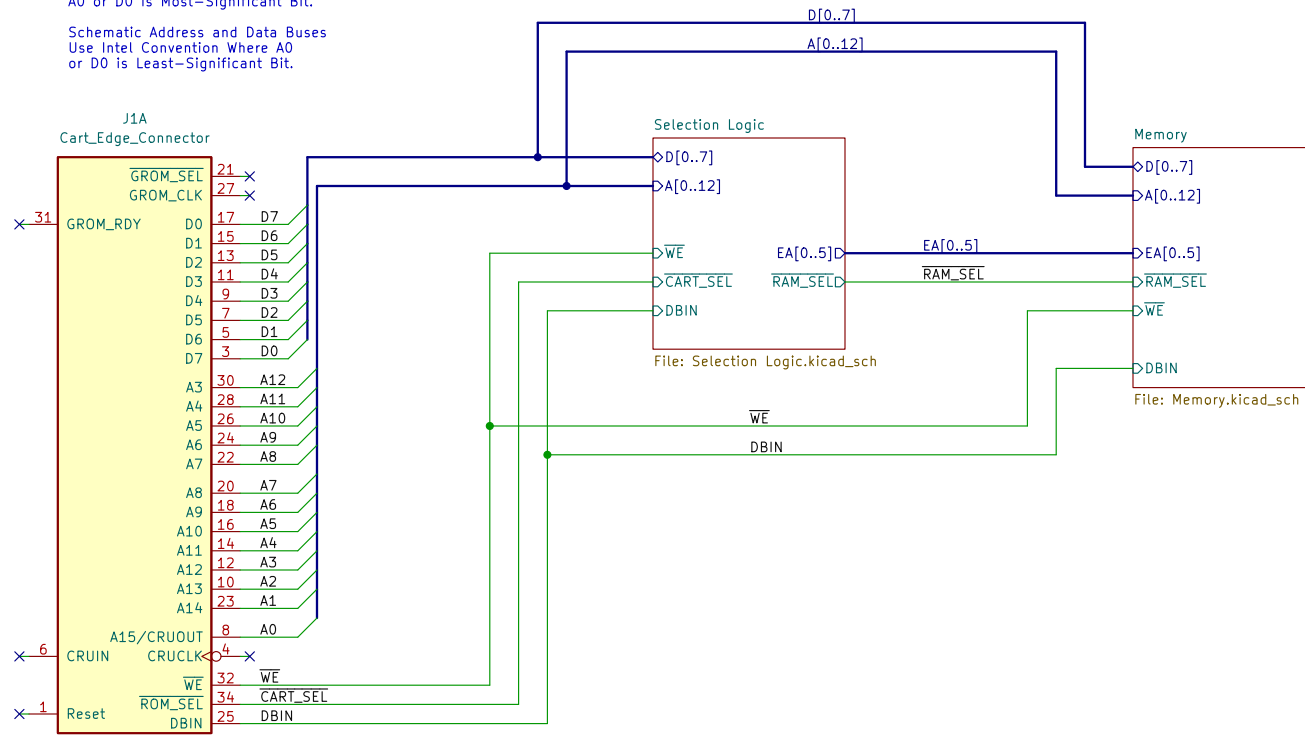 A0 or D0 is Most-Significant Bit.
Schematic Address and Data Buses
Use Intel Convention Where A0
or D0 is Least-Significant Bit.
D[0..7]
A[0..12]
J1A
Cart_Edge_Connector
GROM_SEL 21
GROM_CLK 27
31 GROM_RDY
D0 17 D7
D1 15 D6
D2 13 D5
D3 11 D4
D4 9 D3
D5 7 D2
D6 5 D1
D7 3 D0
A3 30 A12
A4 28 A11
A5 26 A10
A6 24 A9
A7 22 A8
A8 20 A7
A9 18 A6
A10 16 A5
A11 14 A4
A12 12 A3
A13 10 A2
A14 23 A1
A15/CRUOUT 8 A0
6 CRUIN
CRUCLK 4
WE 32 WE
ROM_SEL 34 CART_SEL
1 Reset
DBIN 25 DBIN
Selection Logic
D[0..7]
A[0..12]
WE
CART_SEL
DBIN
EA[0..5]
RAM_SEL
File: Selection Logic.kicad_sch
EA[0..5]
RAM_SEL
WE
DBIN
Memory
D[0..7]
A[0..12]
EA[0..5]
RAM_SEL
WE
DBIN
File: Memory.kicad_sch